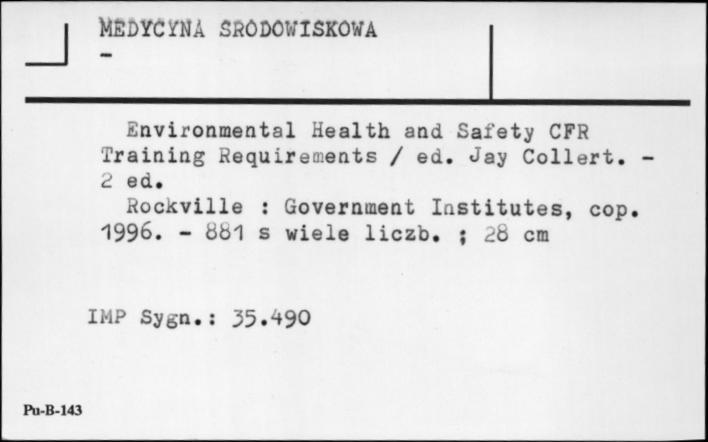 MEDYCYNA SRODOWISKOWA
-
Environmental Health and Safety CFR
Training Requirements / ed. Jay Collert. -
2 ed.
Rockville : Government Institutes, cop.
1996. - 881 s wiele liczb. ; 28 cm
IMP Sygn.: 35.490
Pu-B-143